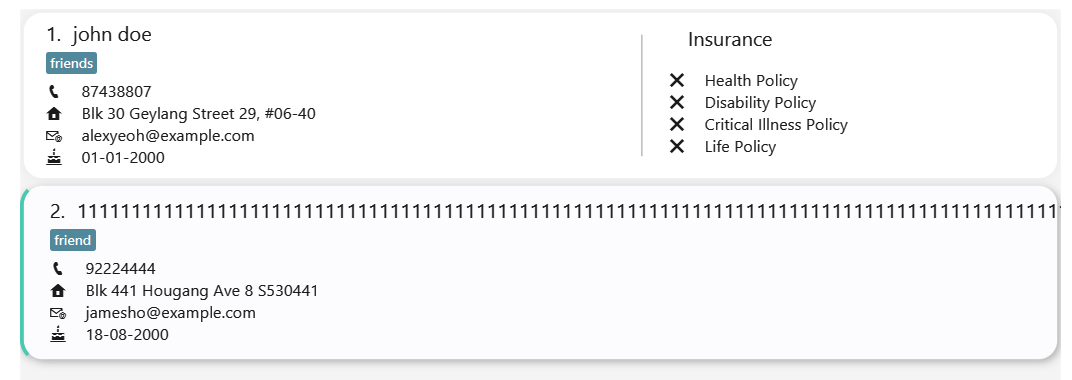 1. john doe
friends
87438807
Blk 30 Geylang Street 29, #06-40
alexyeoh@example.com
01-01-2000
Insurance
Health Policy
Disability Policy
Critical Illness Policy
Life Policy
2. 1111111111111111111111111111111111111111111111111111111111111111111111111111111111111111111
friend
92224444
Blk 441 Hougang Ave 8 S530441
jamesho@example.com
18-08-2000